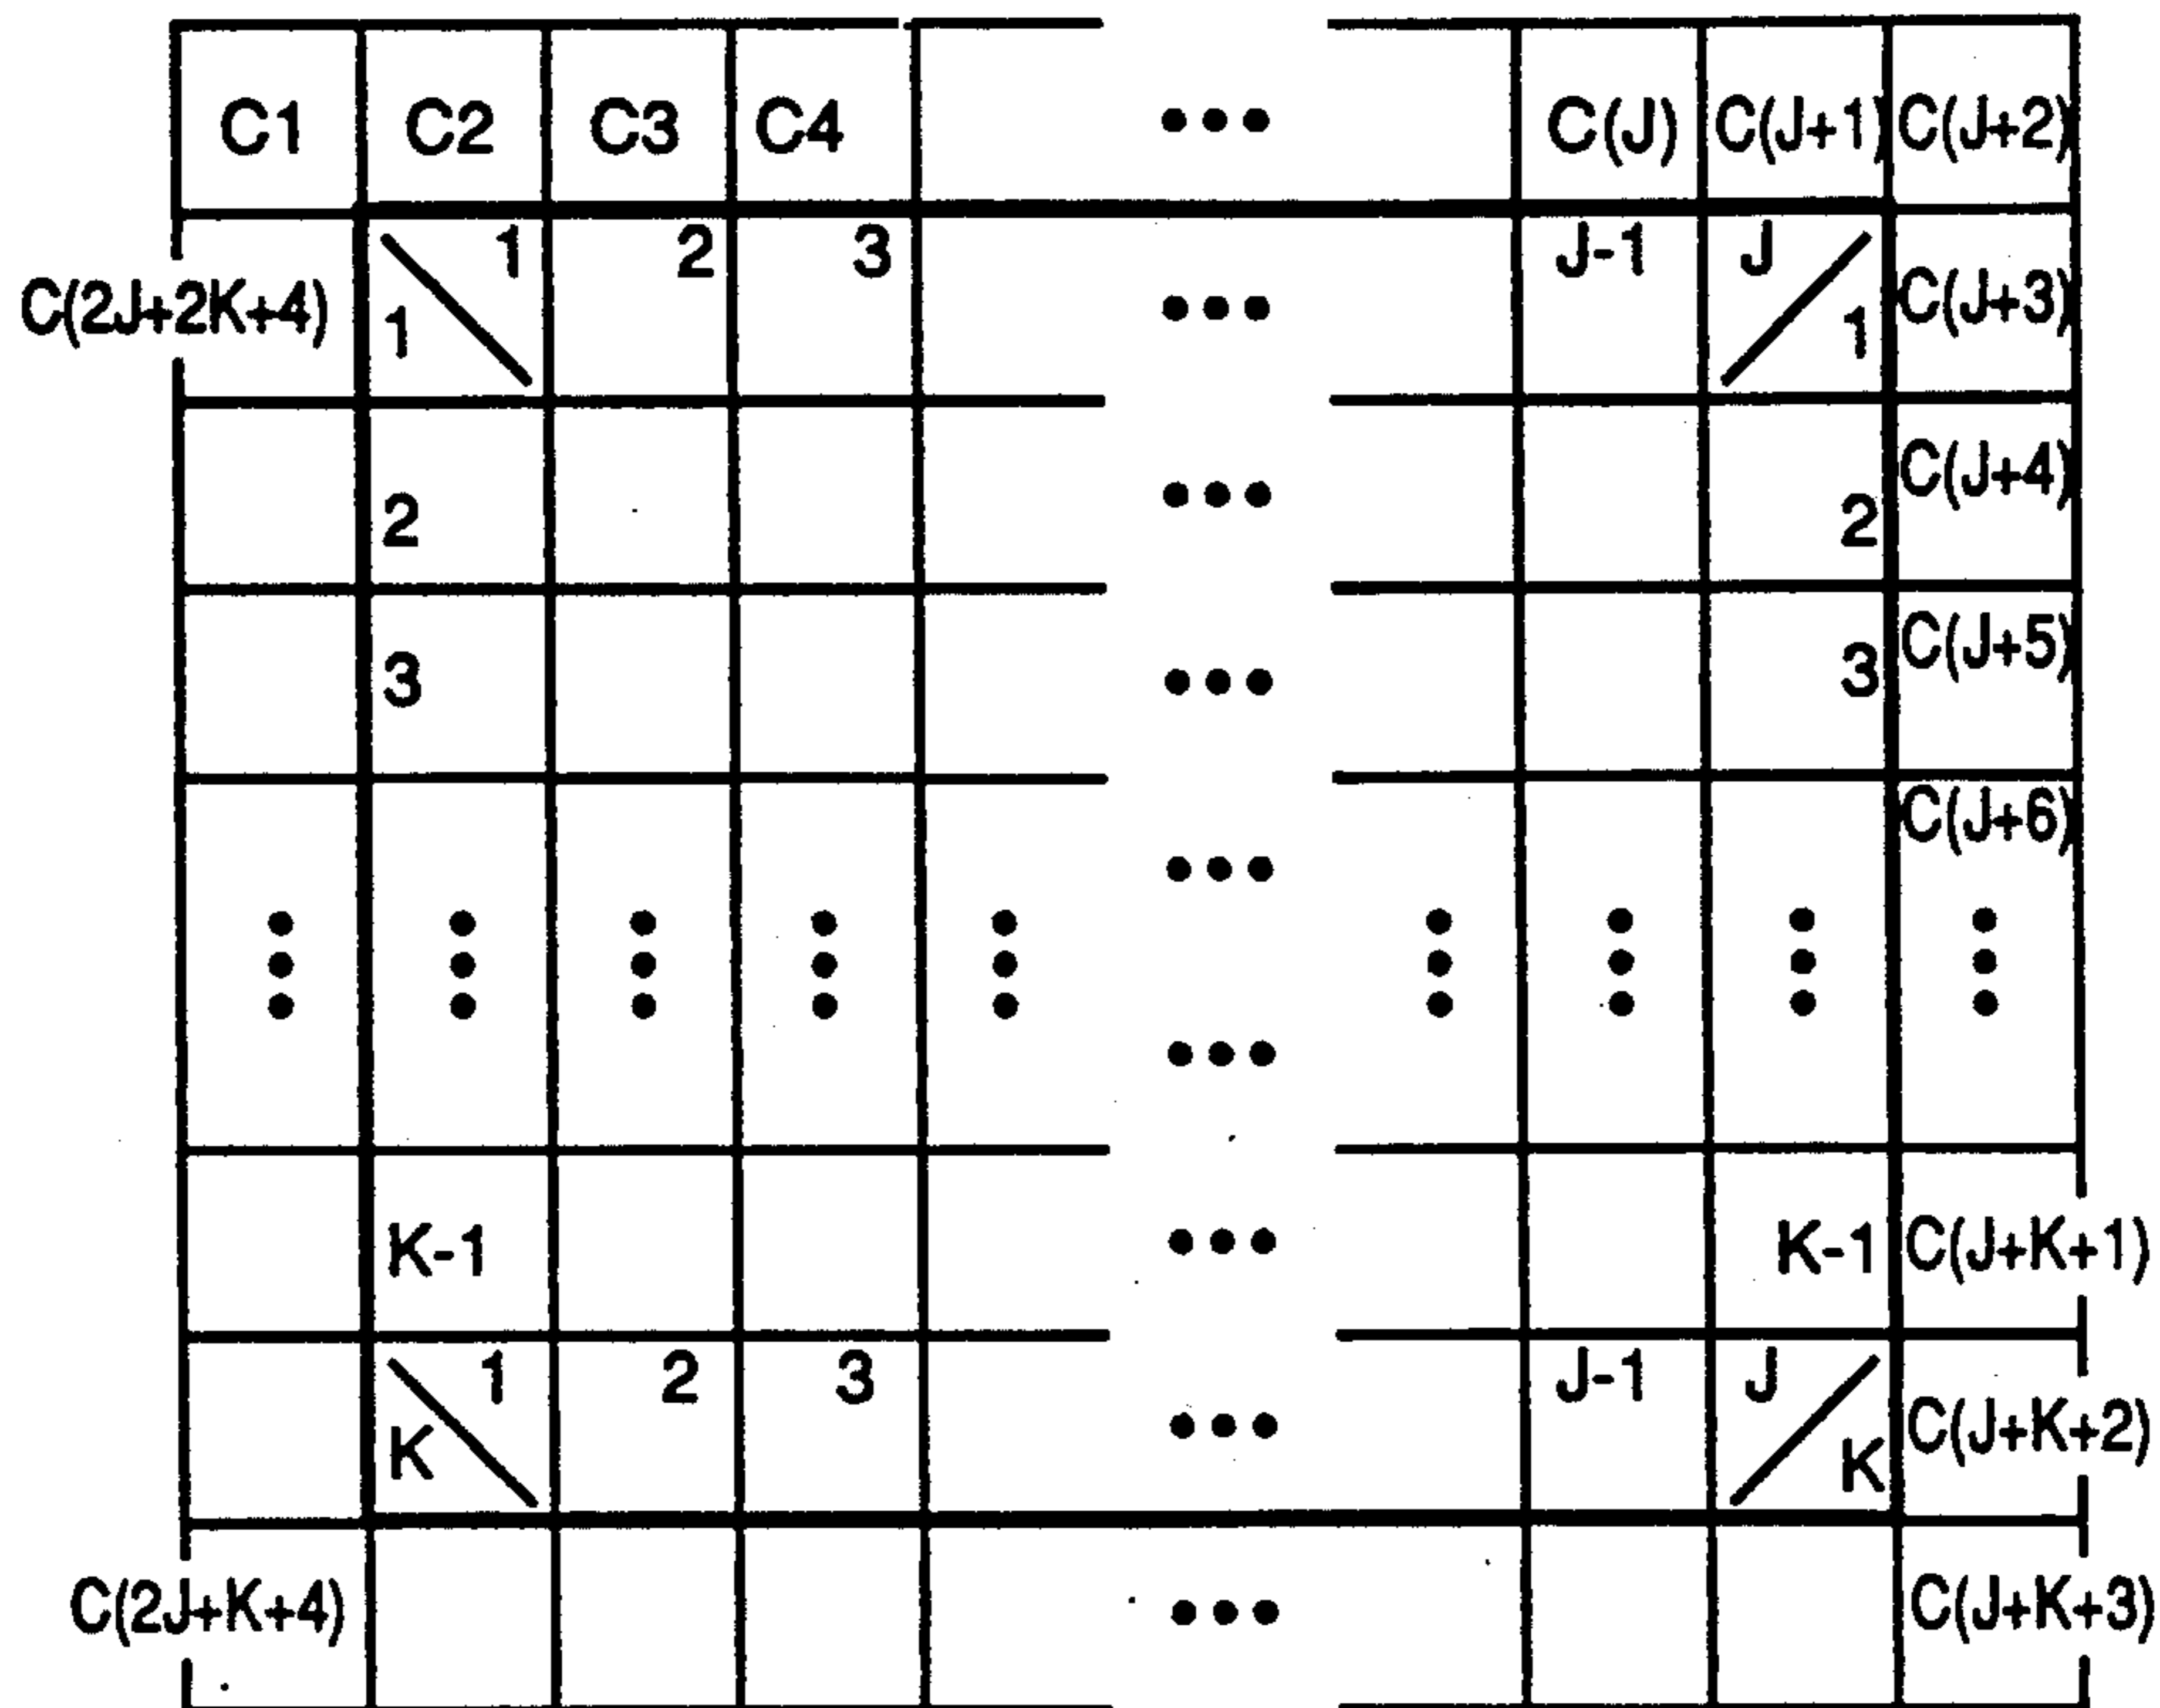 C1 C2 C3 C4 ••• C(J) C(J+1) C(J+2)
C(2J+2K+4) 1 1 2 3 ••• J-1 J 1 C(J+3)
2 ••• 2 C(J+4)
3 ••• 3 C(J+5)
••• C(J+6)
K-1 ••• K-1 C(J+K+1)
K 1 2 3 ••• J-1 J K C(J+K+2)
C(2J+K+4) ••• C(J+K+3)